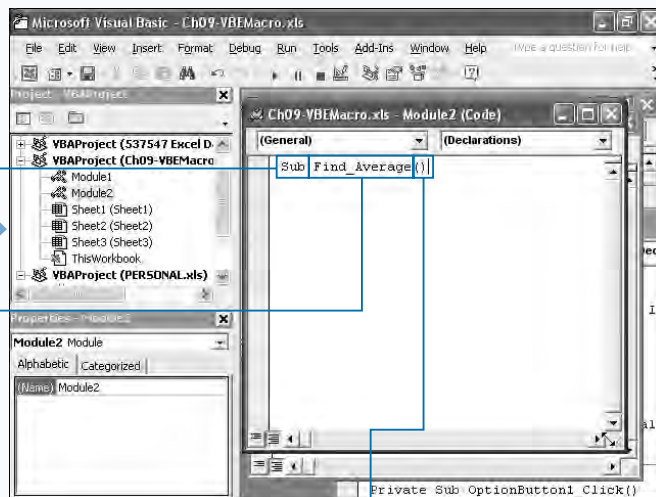 Microsoft Visual Basic - Ch09-VBEMacro.xls
File Edit View Insert Format Debug Run Tools Add-Ins Window Help Type a question for help
Project - VBAProject
VBAProject (537547 Excel D
VBAProject (Ch09-VBEMacro
Module1
Module2
Sheet1 (Sheet1)
Sheet2 (Sheet2)
Sheet3 (Sheet3)
ThisWorkbook
VBAProject (PERSONAL.xls)
Properties - Module2
Module2 Module
Alphabetic Categorized
(Name) Module2
Ch09-VBEMacro.xls - Module2 (Code)
(General) (Declarations)
Sub Find_Average()
Private Sub OptionButton1_Click()